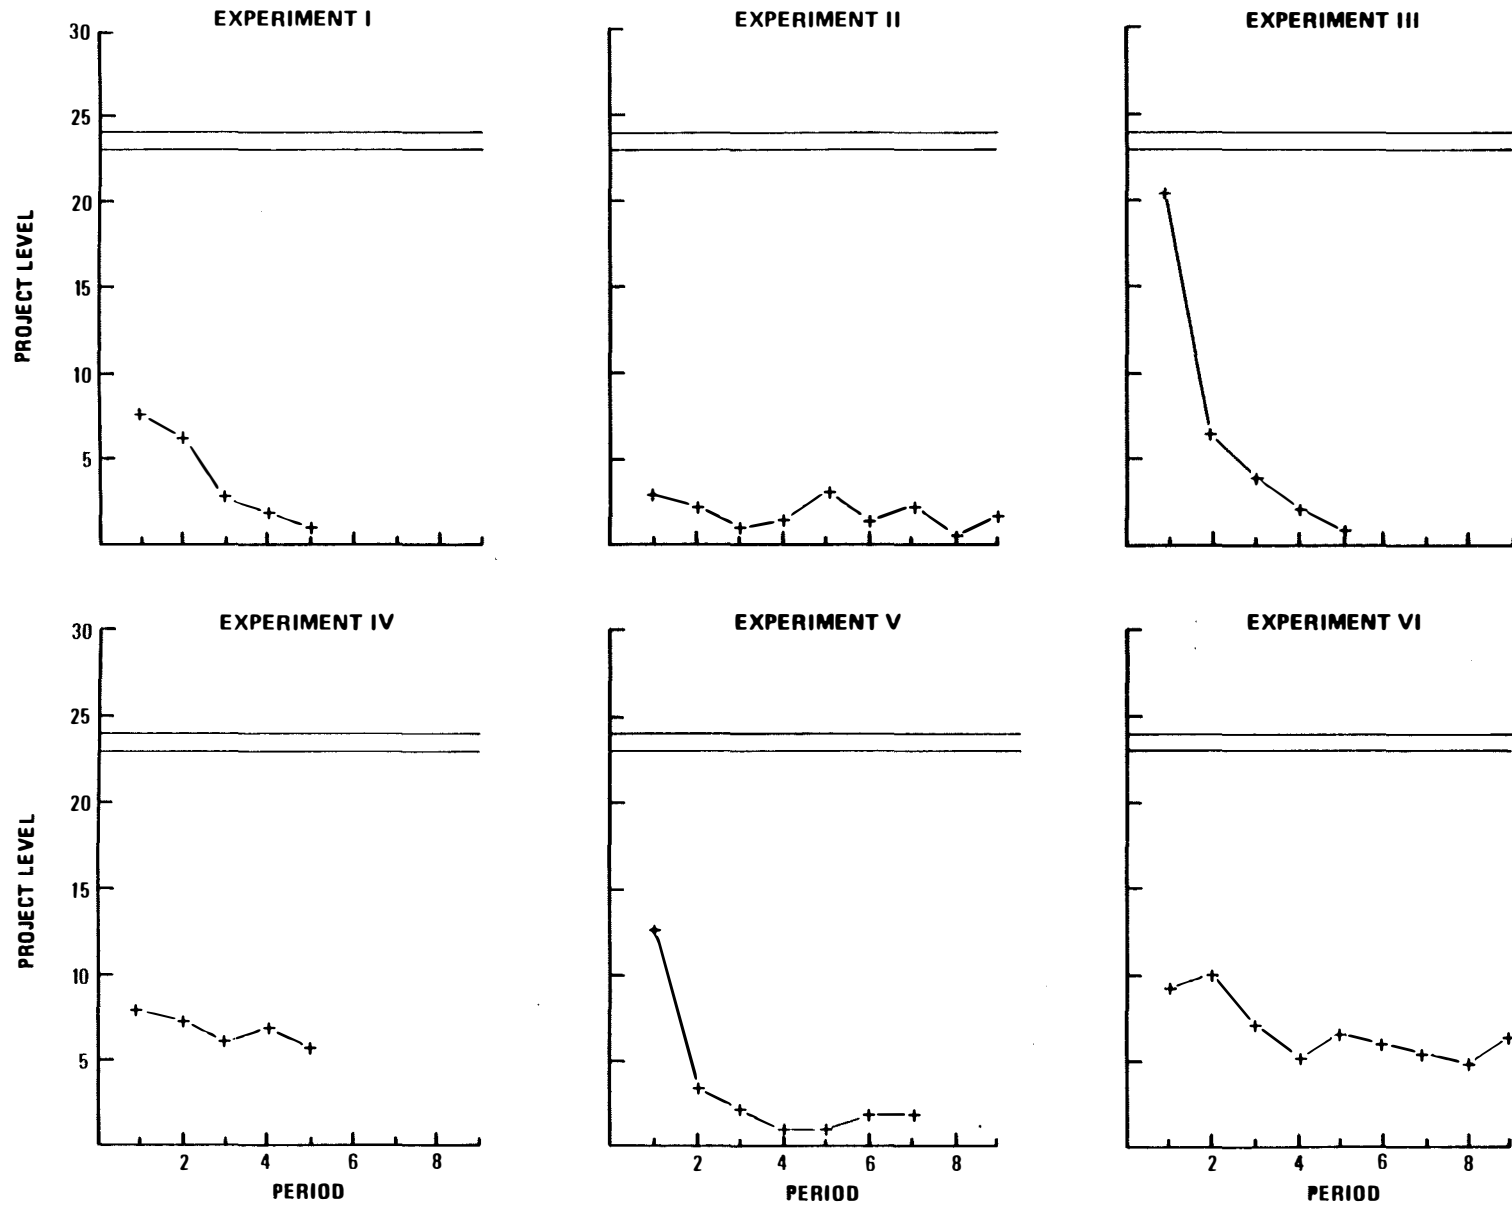 EXPERIMENT I
30
25
20
15
10
5
PROJECT LEVEL
EXPERIMENT II
EXPERIMENT III
EXPERIMENT IV
30
25
20
15
10
5
PROJECT LEVEL
2 4 6 8
PERIOD
EXPERIMENT V
2 4 6 8
PERIOD
EXPERIMENT VI
2 4 6 8
PERIOD